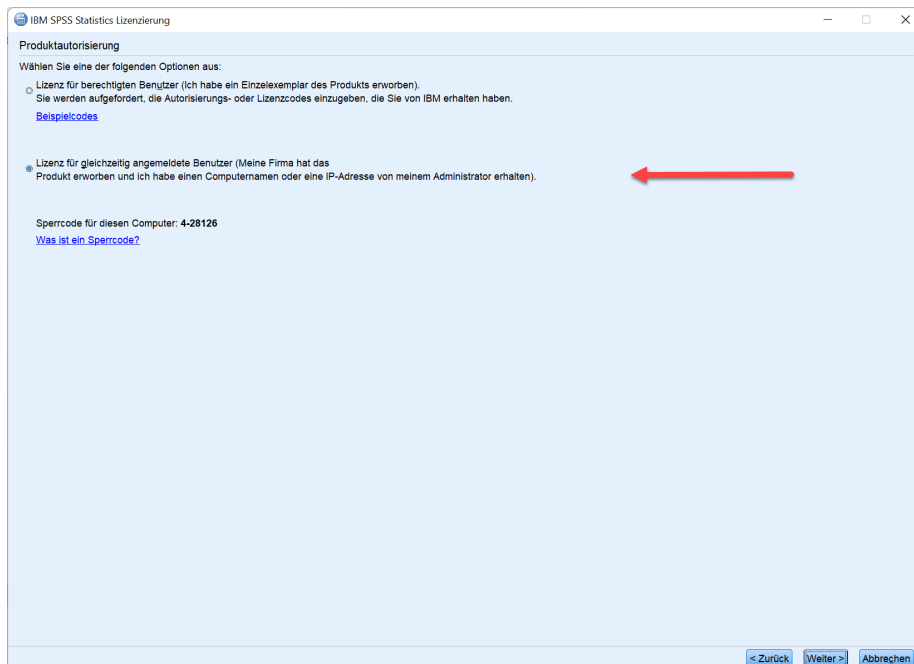 IBM SPSS Statistics Lizenzierung
Produktautorisierung
Wählen Sie eine der folgenden Optionen aus:
Lizenz für berechtigten Benutzer (Ich habe ein Einzelexemplar des Produkts erworben).
Sie werden aufgefordert, die Autorisierungs- oder Lizenzcodes einzugeben, die Sie von IBM erhalten haben.
Beispielcodes
Lizenz für gleichzeitig angemeldete Benutzer (Meine Firma hat das
Produkt erworben und ich habe einen Computernamen oder eine IP-Adresse von meinem Administrator erhalten).
Sperrcode für diesen Computer: 4-28126
Was ist ein Sperrcode?
< Zurück Weiter > Abbrechen